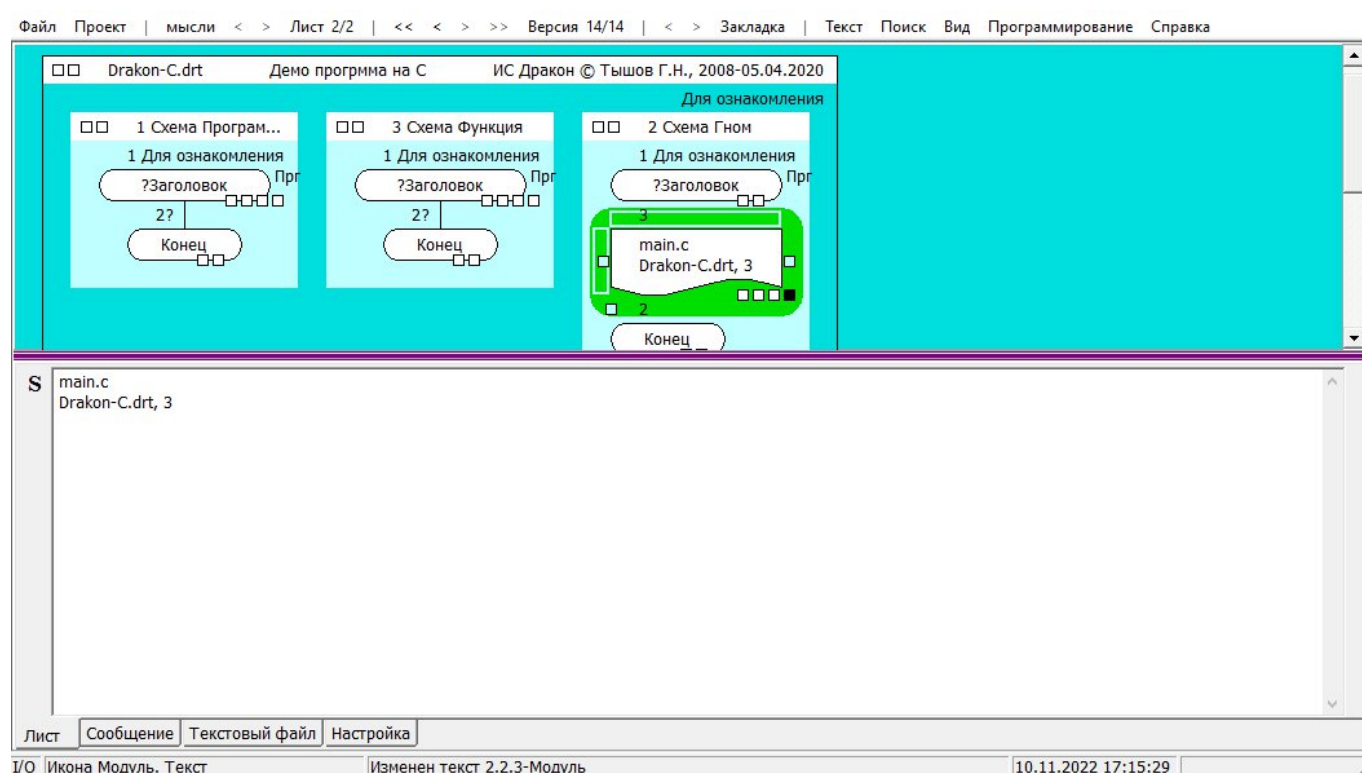 Файл Проект | мысли < > Лист 2/2 | << < > >> Версия 14/14 | < > Закладка | Текст Поиск Вид Программирование Справка
Drakon-C.drt Демо прогрмма на С ИС Дракон © Тышов Г.Н., 2008-05.04.2020
Для ознакомления
1 Схема Програм... 3 Схема Функция 2 Схема Гном
1 Для ознакомления 1 Для ознакомления 1 Для ознакомления
?Заголовок Прг ?Заголовок Прг ?Заголовок Прг
2? 2? 3
Конец Конец main.c
Drakon-C.drt, 3
2
Конец
S main.c
Drakon-C.drt, 3
Лист Сообщение Текстовый файл Настройка
I/O Икона Модуль. Текст Изменен текст 2.2.3-Модуль 10.11.2022 17:15:29